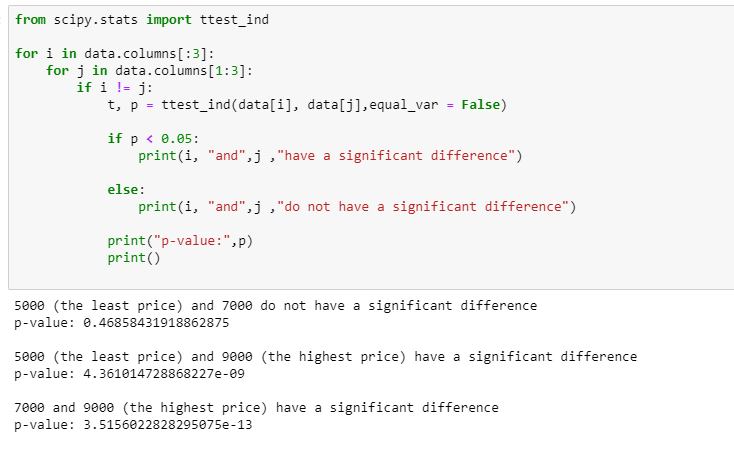 from scipy.stats import ttest_ind
for i in data.columns[:3]:
for j in data.columns[1:3]:
if i != j:
t, p = ttest_ind(data[i], data[j],equal_var = False)
if p < 0.05:
print(i, "and",j ,"have a significant difference")
else:
print(i, "and",j ,"do not have a significant difference")
print("p-value:",p)
print()
5000 (the least price) and 7000 do not have a significant difference
p-value: 0.46858431918862875
5000 (the least price) and 9000 (the highest price) have a significant difference
p-value: 4.361014728868227e-09
7000 and 9000 (the highest price) have a significant difference
p-value: 3.5156022828295075e-13